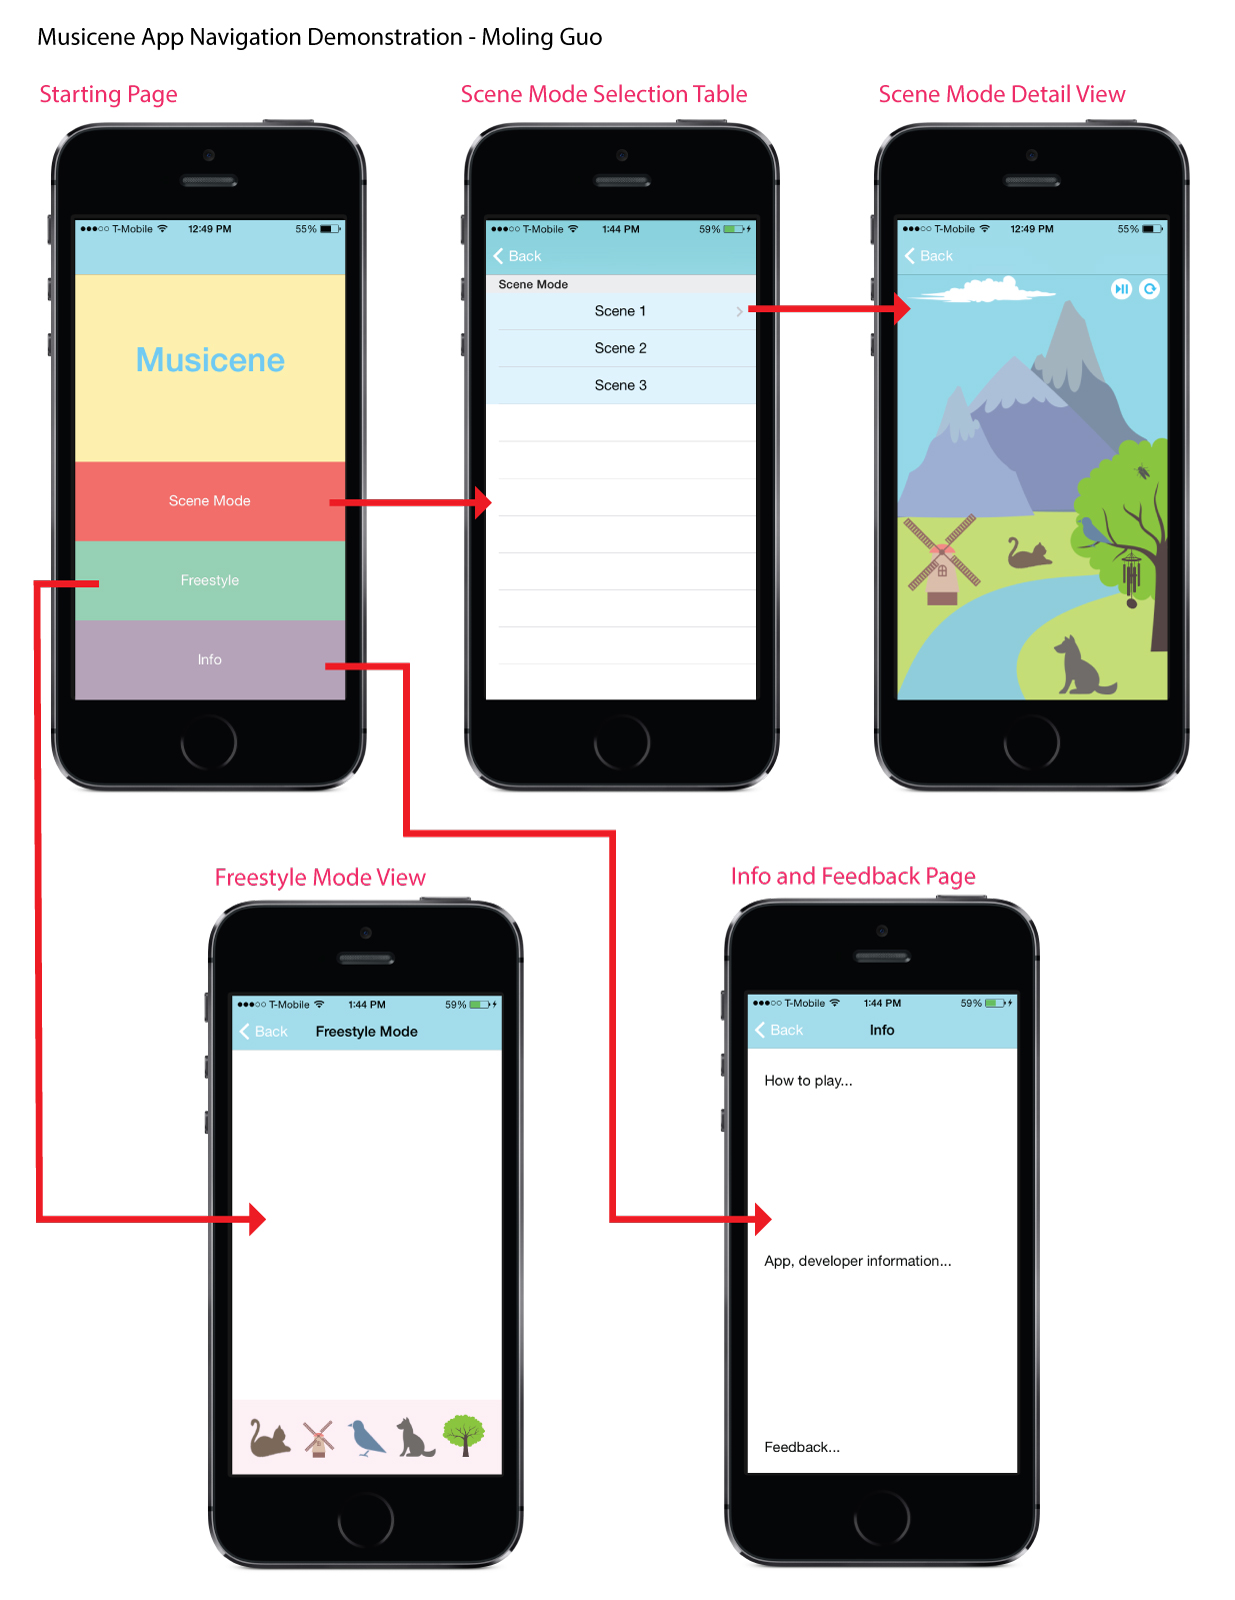 Musicene App Navigation Demonstration - Moling Guo
Starting Page
Scene Mode Selection Table
Scene Mode Detail View
T-Mobile 12:49 PM 55%
Musicene
Scene Mode
Freestyle
Info
T-Mobile 1:44 PM 59%
Back
Scene Mode
Scene 1
Scene 2
Scene 3
T-Mobile 12:49 PM 55%
Back
Freestyle Mode View
Info and Feedback Page
T-Mobile 1:44 PM 59%
Back Freestyle Mode
T-Mobile 1:44 PM 59%
Back Info
How to play...
App, developer information...
Feedback...